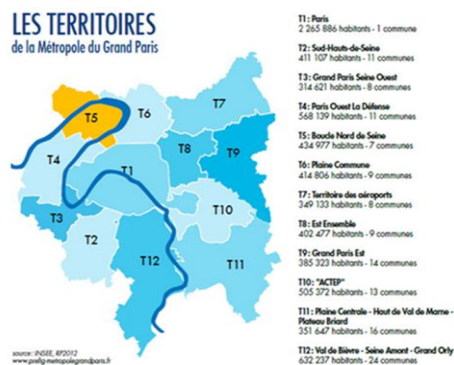 LES TERRITOIRES
de la Métropole du Grand Paris
T5
T6
T7
T4
T1
T8
T9
T3
T2
T10
T12
T11
source : INSEE, RP2012
www.prefig-metropolegrandparis.fr
T1 : Paris
2 265 886 habitants - 1 commune
T2 : Sud-Hauts-de-Seine
411 107 habitants - 11 communes
T3 : Grand Paris Seine Ouest
314 621 habitants - 8 communes
T4 : Paris Ouest La Défense
568 139 habitants - 11 communes
T5 : Boucle Nord de Seine
434 977 habitants - 7 communes
T6 : Plaine Commune
414 806 habitants - 9 communes
T7 : Territoire des aéroports
349 133 habitants - 8 communes
T8 : Est Ensemble
402 477 habitants - 9 communes
T9 : Grand Paris Est
385 323 habitants - 14 communes
T10 : "ACTEP"
505 372 habitants - 13 communes
T11 : Plaine Centrale - Haut de Val de Marne -
Plateau Briard
351 647 habitants - 16 communes
T12 : Val de Bièvre - Seine Amont - Grand Orly
632 237 habitants - 24 communes